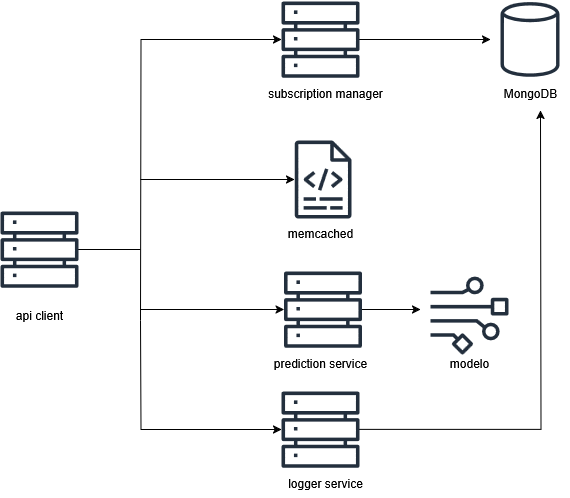 subscription manager
MongoDB
memcached
api client
prediction service
modelo
logger service